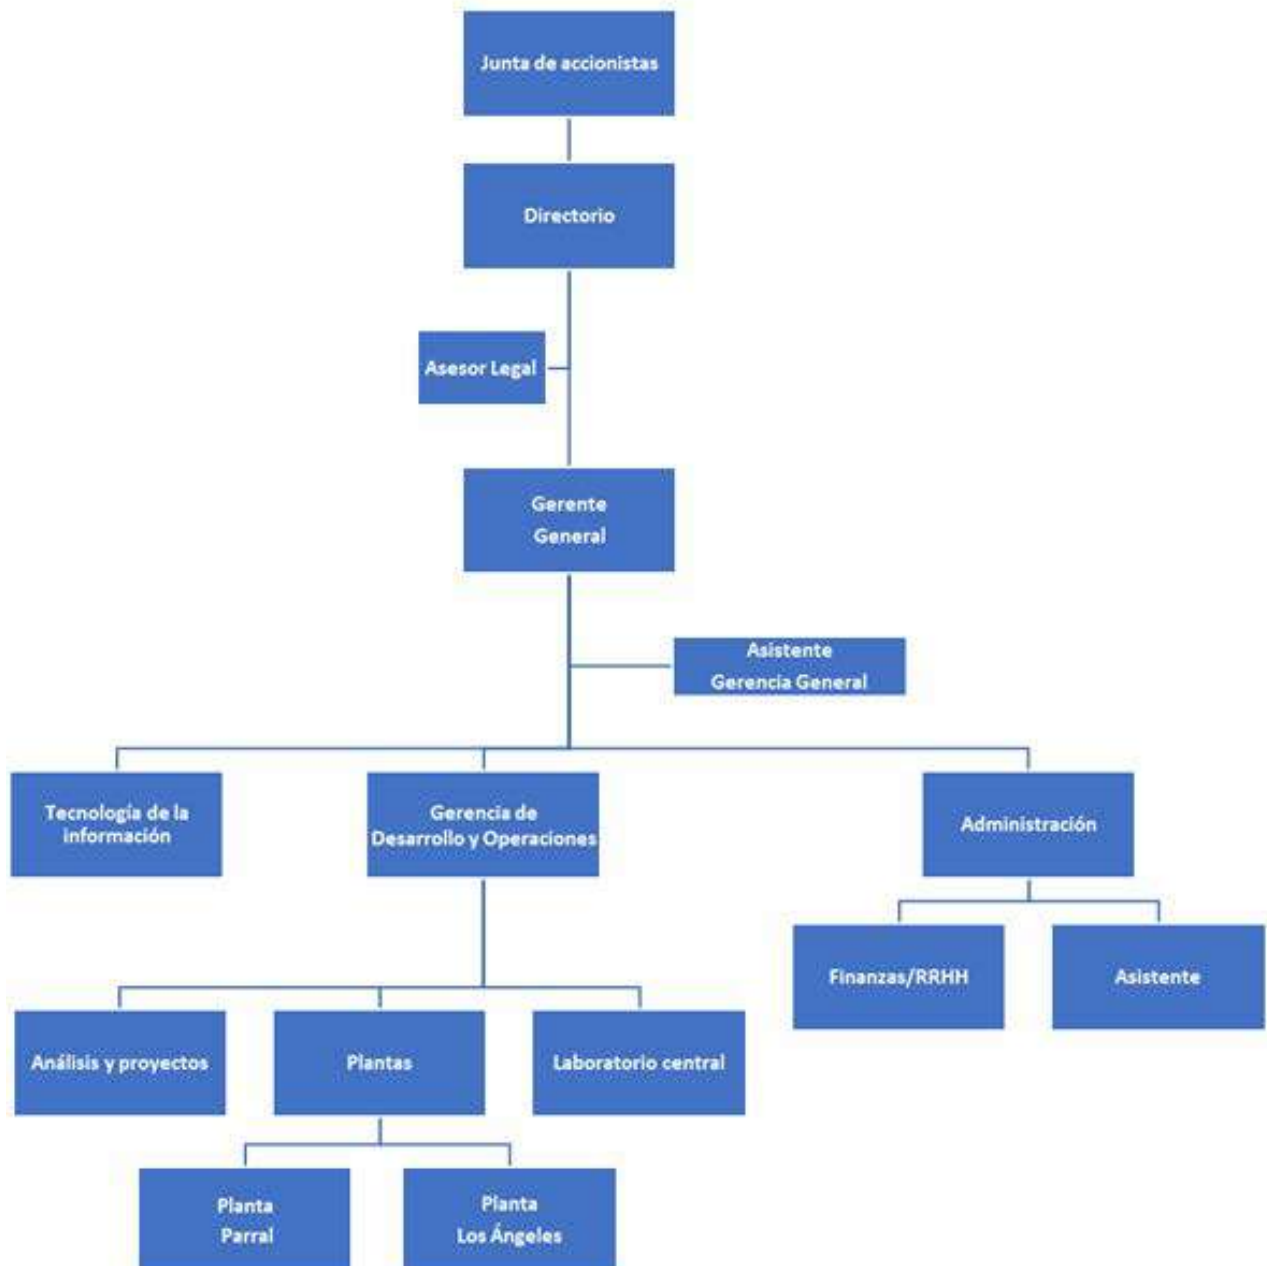 Junta de accionistas
Directorio
Asesor Legal
Gerente
General
Asistente
Gerencia General
Tecnología de la
información
Gerencia de
Desarrollo y Operaciones
Administración
Finanzas/RRHH
Asistente
Análisis y proyectos
Plantas
Laboratorio central
Planta
Parral
Planta
Los Ángeles